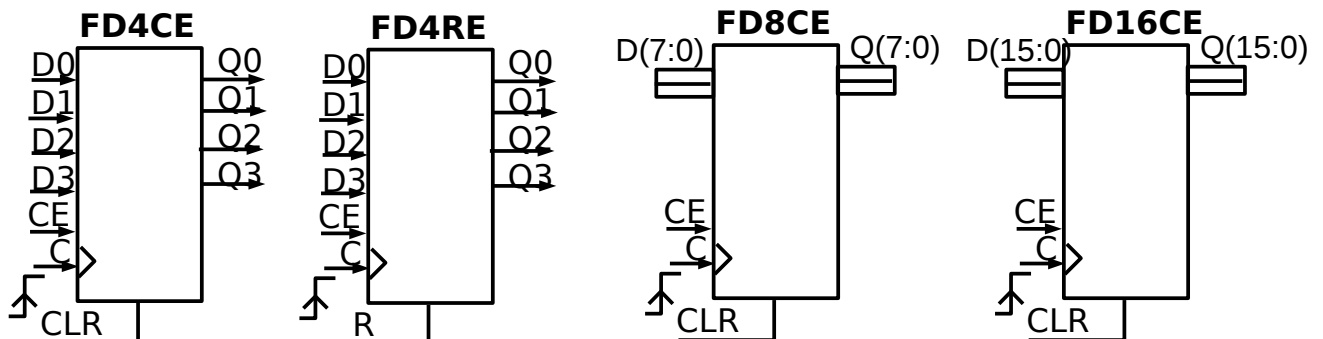 FD4CE
D0
D1
D2
D3
CE
C
CLR
Q0
Q1
Q2
Q3
FD4RE
D0
D1
D2
D3
CE
C
R
Q0
Q1
Q2
Q3
FD8CE
D(7:0)
Q(7:0)
CE
C
CLR
FD16CE
D(15:0)
Q(15:0)
CE
C
CLR